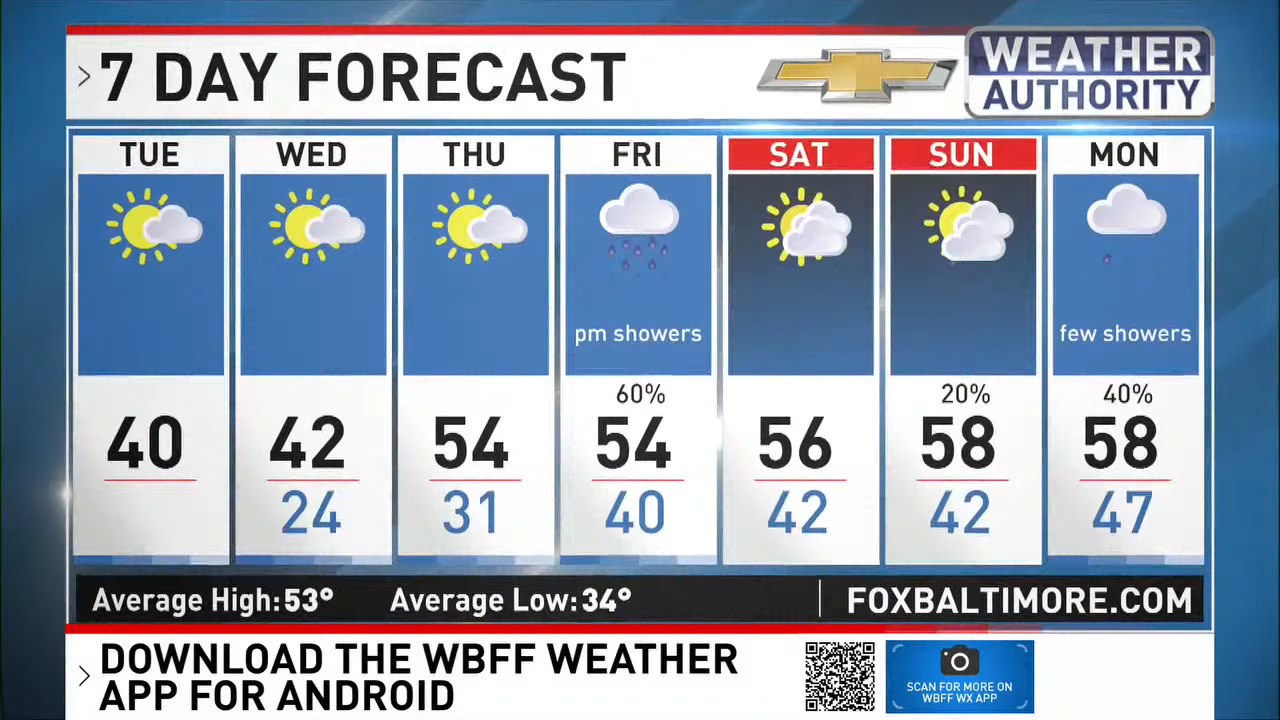 7 DAY FORECAST
WEATHER
AUTHORITY
TUE WED THU FRI SAT SUN MON
pm showers few showers
60% 20% 40%
40 42 54 54 56 58 58
24 31 40 42 42 47
Average High:53° Average Low:34° FOXBALTIMORE.COM
DOWNLOAD THE WBFF WEATHER
APP FOR ANDROID
SCAN FOR MORE ON
WBFF WX APP